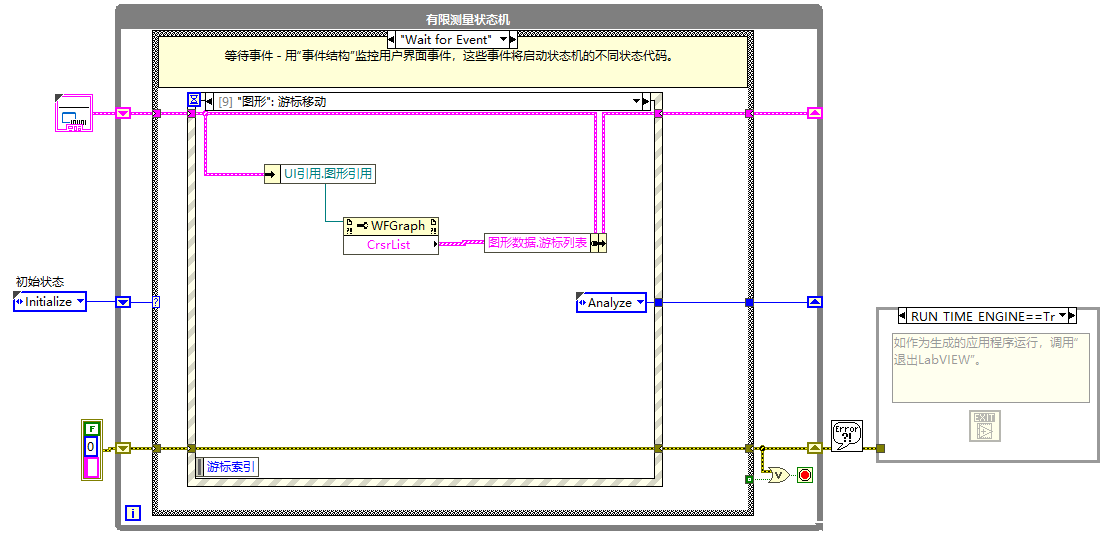 有限测量状态机
"Wait for Event"
等待事件 - 用"事件结构"监控用户界面事件，这些事件将启动状态机的不同状态代码。
[9] "图形": 游标移动
UI引用.图形引用
WFGraph
CrsrList
图形数据.游标列表
初始状态
Initialize
Analyze
?
RUN TIME ENGINE==Tr
如作为生成的应用程序运行，调用"
退出LabVIEW"。
EXIT
F
0
Error
?!
游标索引
V
i